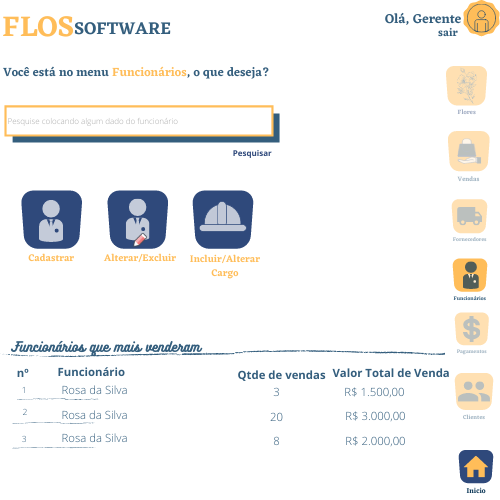 FLOSSOFTWARE
Olá, Gerente
sair
Você está no menu Funcionários, o que deseja?
Pesquise colocando algum dado do funcionário.
Pesquisar
Cadastrar
Alterar/Excluir
Incluir/Alterar
Cargo
Flores
Vendas
Fornecedores
Funcionários
Pagamentos
Clientes
Início
Funcionários que mais venderam
nº Funcionário Qtde de vendas Valor Total de Venda
1 Rosa da Silva 3 R$ 1.500,00
2 Rosa da Silva 20 R$ 3.000,00
3 Rosa da Silva 8 R$ 2.000,00